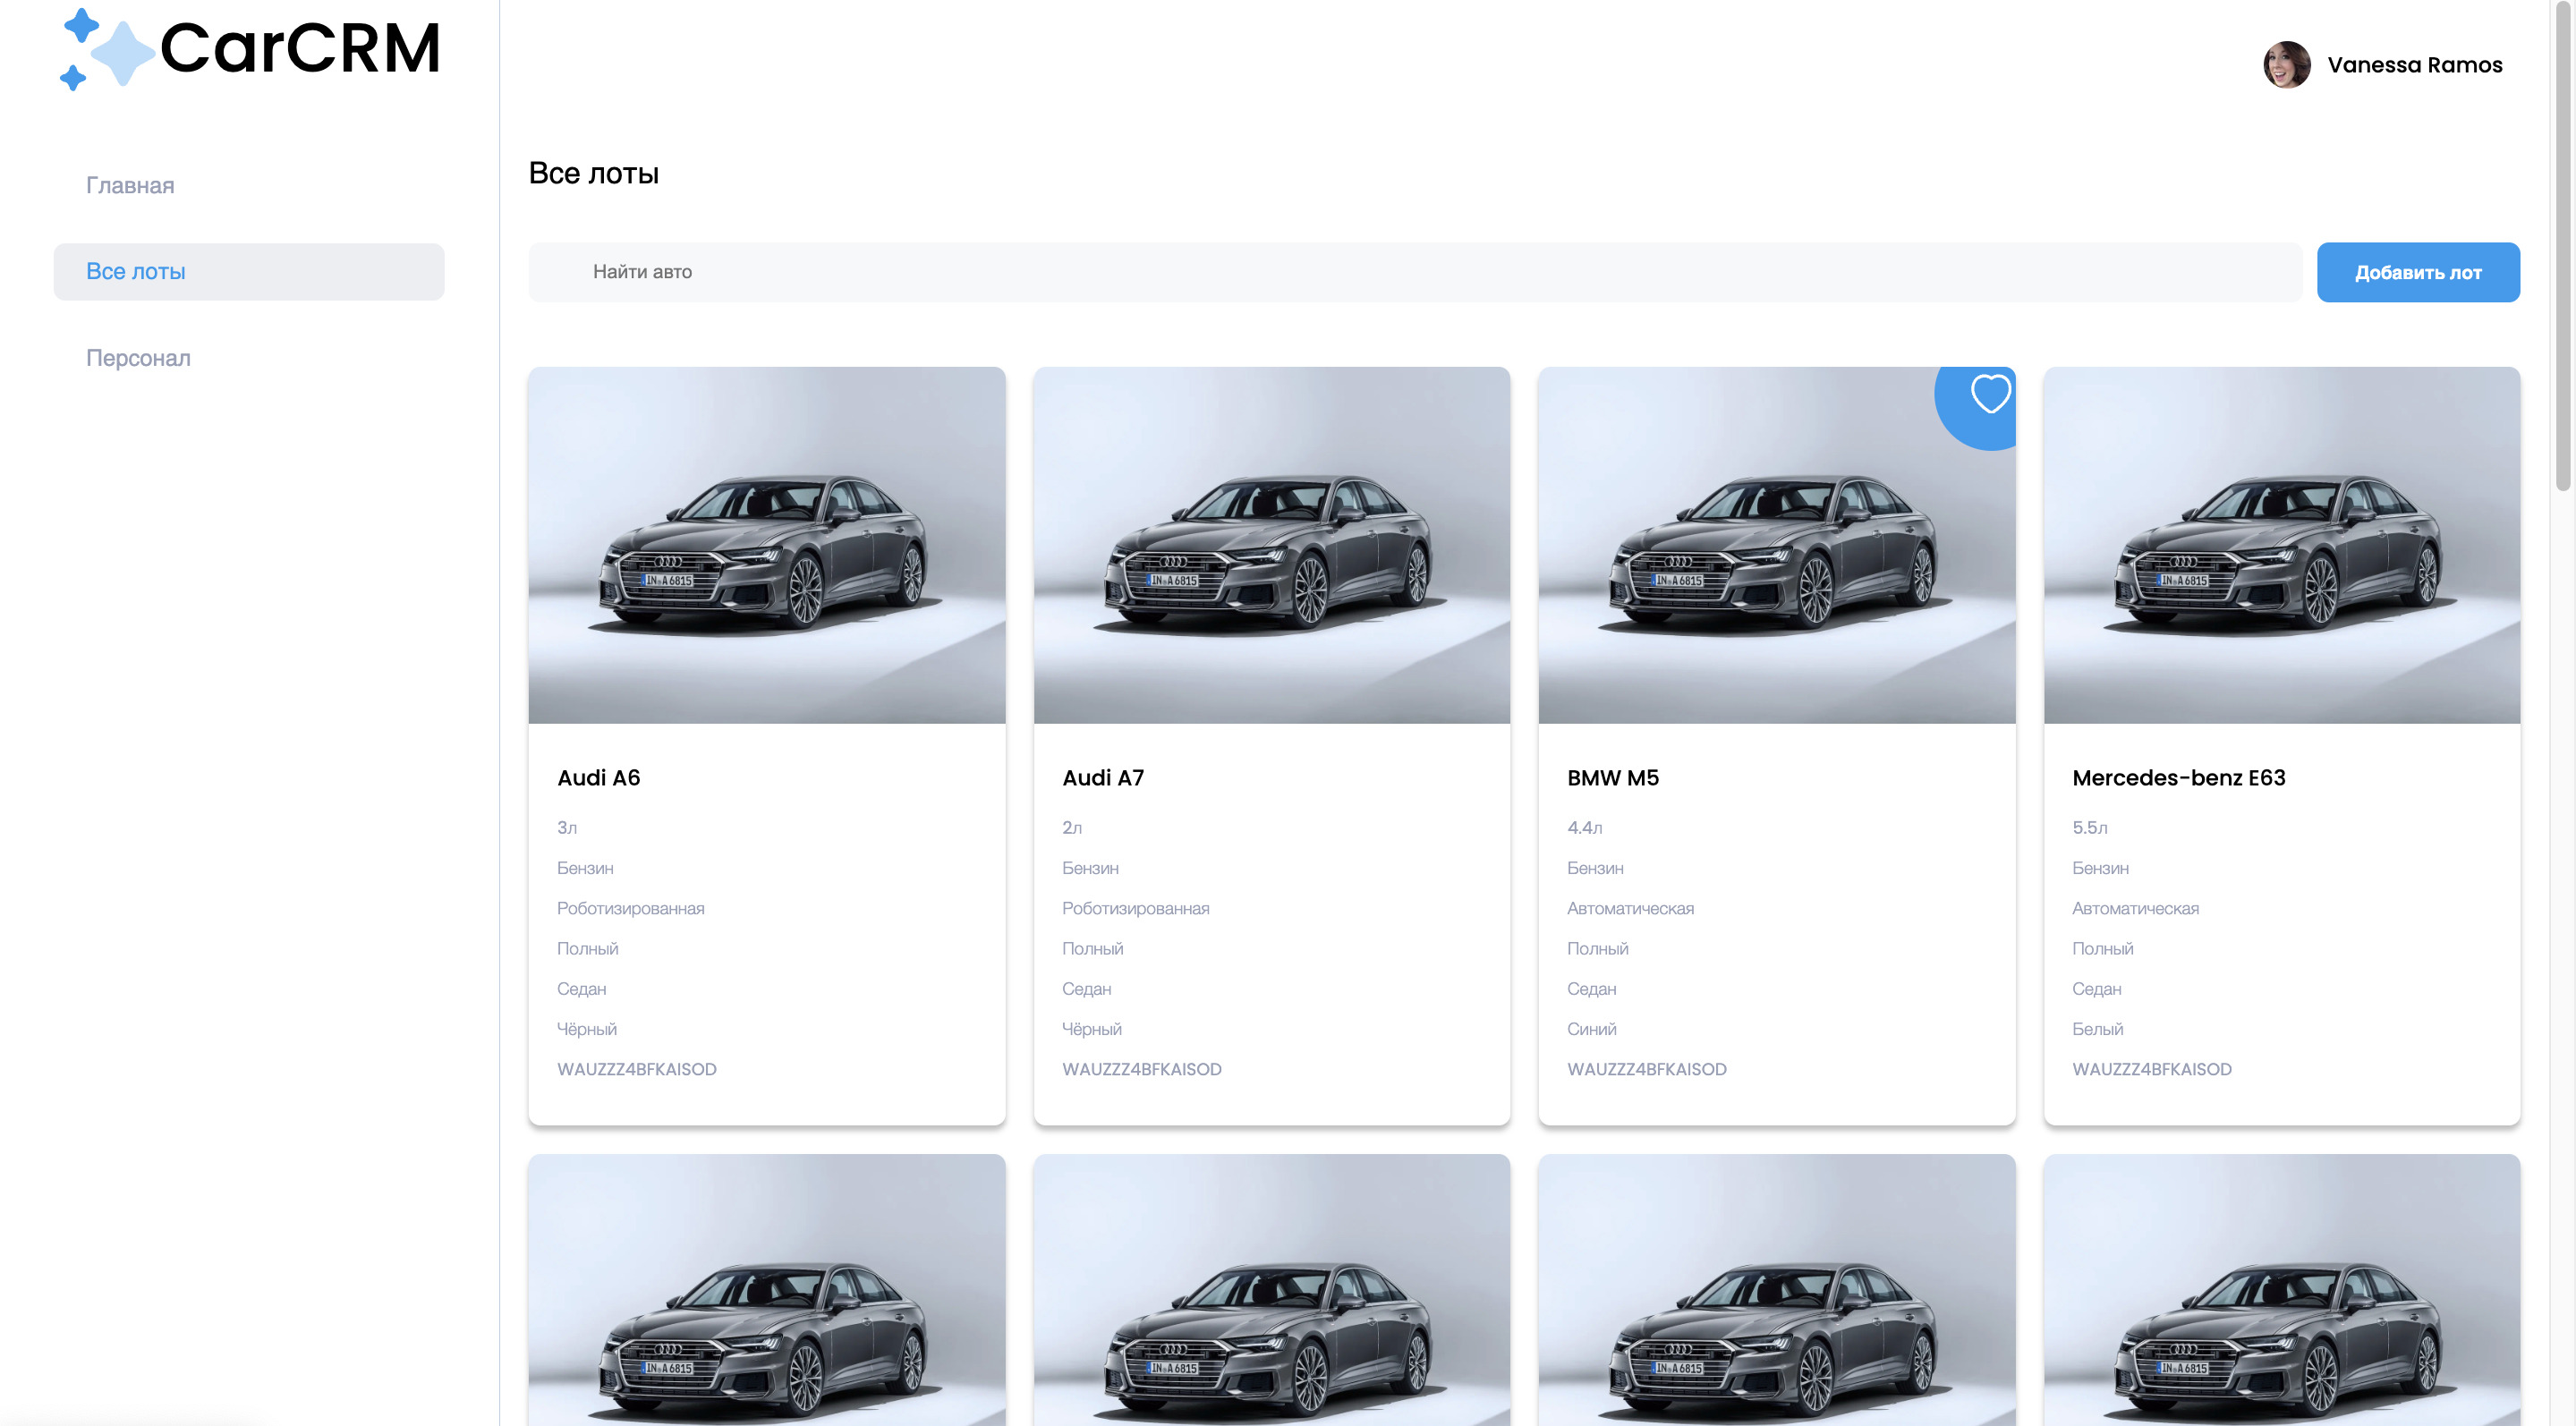 CarCRM
Vanessa Ramos
Главная
Все лоты
Персонал
Все лоты
Найти авто
Добавить лот
IN A 6815
IN A 6815
IN A 6815
IN A 6815
Audi A6
3л
Бензин
Роботизированная
Полный
Седан
Чёрный
WAUZZZ4BFKAISOD
Audi A7
2л
Бензин
Роботизированная
Полный
Седан
Чёрный
WAUZZZ4BFKAISOD
BMW M5
4.4л
Бензин
Автоматическая
Полный
Седан
Синий
WAUZZZ4BFKAISOD
Mercedes-benz E63
5.5л
Бензин
Автоматическая
Полный
Седан
Белый
WAUZZZ4BFKAISOD
IN A 6815
IN A 6815
IN A 6815
IN A 6815